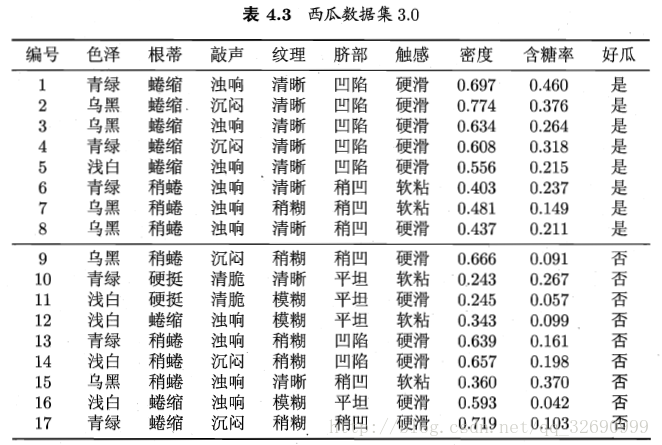 表 4.3 西瓜数据集 3.0
编号 色泽 根蒂 敲声 纹理 脐部 触感 密度 含糖率 好瓜
1 青绿 蜷缩 浊响 清晰 凹陷 硬滑 0.697 0.460 是
2 乌黑 蜷缩 沉闷 清晰 凹陷 硬滑 0.774 0.376 是
3 乌黑 蜷缩 浊响 清晰 凹陷 硬滑 0.634 0.264 是
4 青绿 蜷缩 沉闷 清晰 凹陷 硬滑 0.608 0.318 是
5 浅白 蜷缩 浊响 清晰 凹陷 硬滑 0.556 0.215 是
6 青绿 稍蜷 浊响 清晰 稍凹 软粘 0.403 0.237 是
7 乌黑 稍蜷 浊响 稍糊 稍凹 软粘 0.481 0.149 是
8 乌黑 稍蜷 浊响 清晰 稍凹 硬滑 0.437 0.211 是
9 乌黑 稍蜷 沉闷 稍糊 稍凹 硬滑 0.666 0.091 否
10 青绿 硬挺 清脆 清晰 平坦 软粘 0.243 0.267 否
11 浅白 硬挺 清脆 模糊 平坦 硬滑 0.245 0.057 否
12 浅白 蜷缩 浊响 模糊 平坦 软粘 0.343 0.099 否
13 青绿 稍蜷 浊响 稍糊 凹陷 硬滑 0.639 0.161 否
14 浅白 稍蜷 沉闷 稍糊 凹陷 硬滑 0.657 0.198 否
15 乌黑 稍蜷 浊响 清晰 稍凹 软粘 0.360 0.370 否
16 浅白 蜷缩 浊响 模糊 平坦 硬滑 0.593 0.042 否
17 青绿 蜷缩 沉闷 稍糊 稍凹 硬滑 0.719 0.103 否